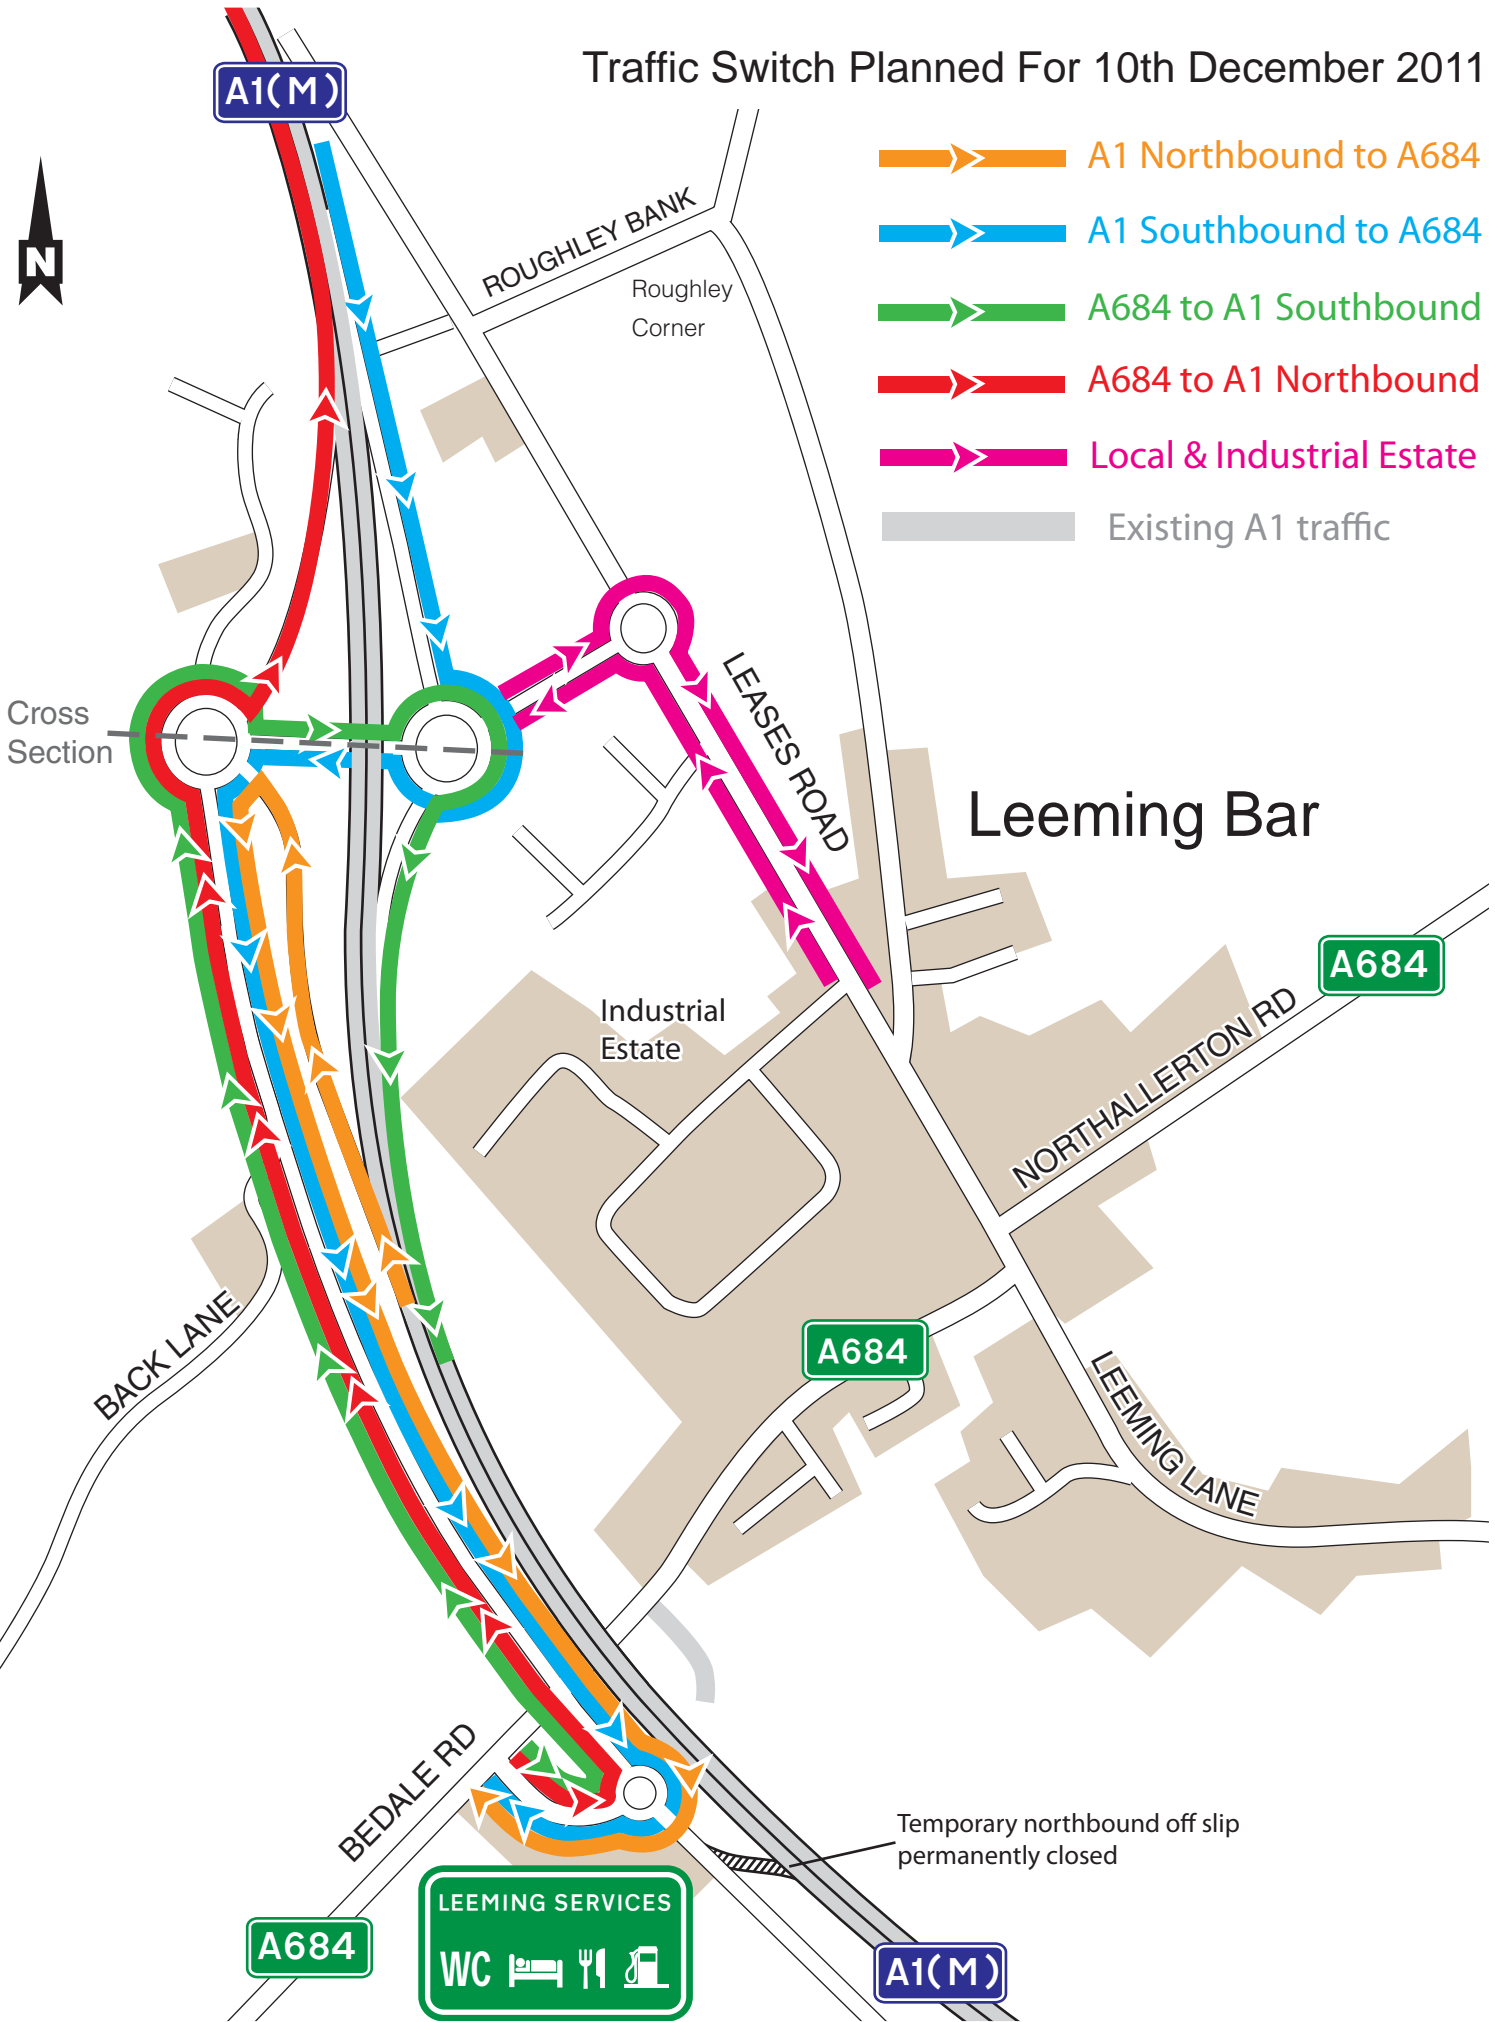 Traffic Switch Planned For 10th December 2011
A1(M)
A1 Northbound to A684
A1 Southbound to A684
A684 to A1 Southbound
A684 to A1 Northbound
Local & Industrial Estate
Existing A1 traffic
N
ROUGHLEY BANK
Roughley
Corner
Cross
Section
LEASES ROAD
Leeming Bar
A684
Industrial
Estate
NORTHALLERTON RD
BACK LANE
A684
LEEMING LANE
BEDALE RD
Temporary northbound off slip
permanently closed
LEEMING SERVICES
WC
A684
A1(M)